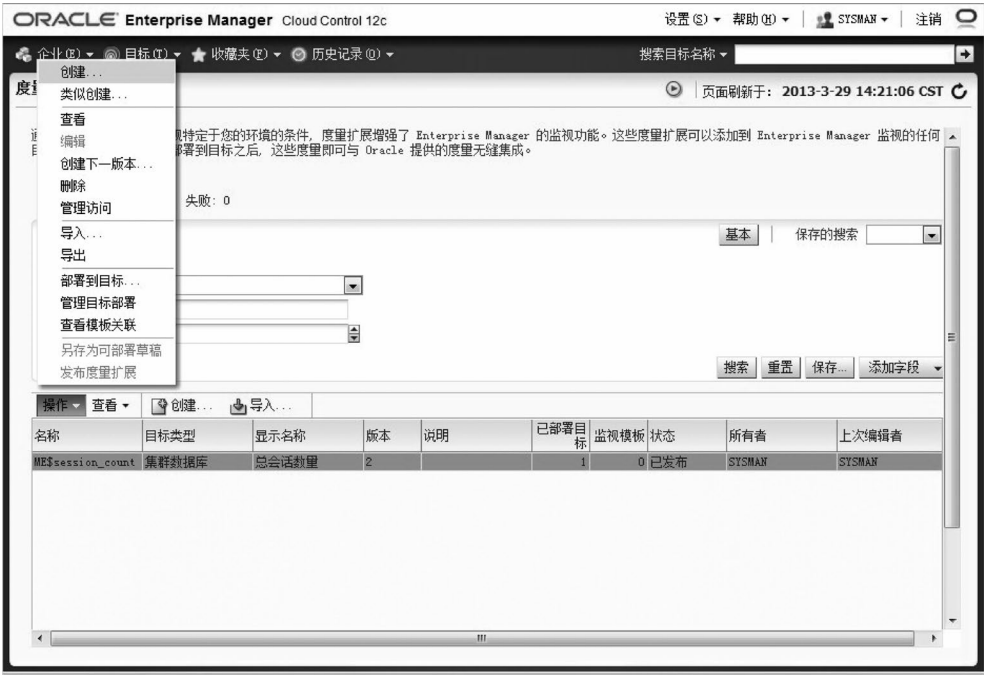 ORACLE Enterprise Manager Cloud Control 12c
设置(S) 帮助(H) SYSMAN 注销
企业(E) 目标(T) 收藏夹(F) 历史记录(O)
搜索目标名称
页面刷新于: 2013-3-29 14:21:06 CST
创建...
类似创建...
查看
编辑
创建下一版本...
删除
管理访问
导入...
导出
部署到目标...
管理目标部署
查看模板关联
另存为可部署草稿
发布度量扩展
特定于您的环境的条件, 度量扩展增强了 Enterprise Manager 的监视功能。这些度量扩展可以添加到 Enterprise Manager 监视的任何
部署到目标之后, 这些度量即可与 Oracle 提供的度量无缝集成。
失败: 0
基本 保存的搜索
搜索 重置 保存... 添加字段
操作 查看 创建... 导入...
名称 目标类型 显示名称 版本 说明 已部署目标 监视模板 状态 所有者 上次编辑者
ME$session_count 集群数据库 总会话数量 2 1 0 已发布 SYSMAN SYSMAN